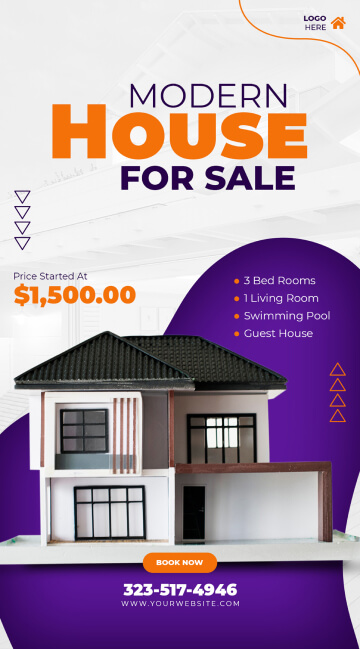 LOGO
HERE
MODERN
HOUSE
FOR SALE
Price Started At
$1,500.00
3 Bed Rooms
1 Living Room
Swimming Pool
Guest House
BOOK NOW
323-517-4946
WWW.YOURWEBSITE.COM